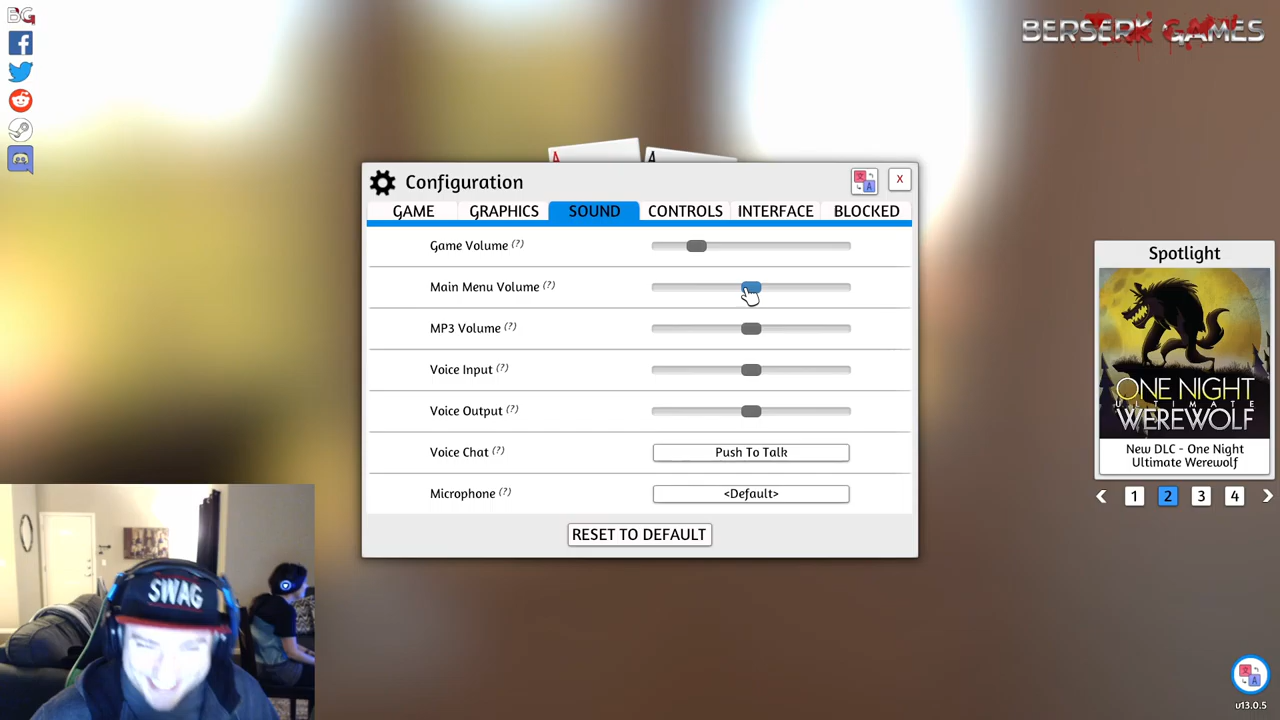 BG
BERSERK GAMES
A
A
Configuration
X
GAME
GRAPHICS
SOUND
CONTROLS
INTERFACE
BLOCKED
Game Volume (?)
Main Menu Volume (?)
MP3 Volume (?)
Voice Input (?)
Voice Output (?)
Voice Chat (?)
Push To Talk
Microphone (?)
<Default>
RESET TO DEFAULT
Spotlight
ONE NIGHT
ULTIMATE
WEREWOLF
New DLC - One Night
Ultimate Werewolf
< 1 2 3 4 >
SWAG
v13.0.5